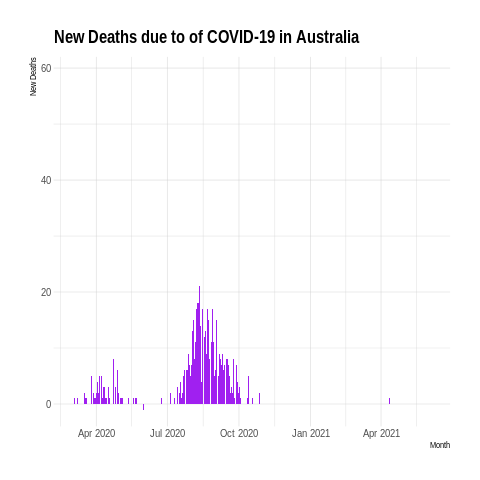 New Deaths due to of COVID-19 in Australia
New Deaths
60
40
20
0
Apr 2020 Jul 2020 Oct 2020 Jan 2021 Apr 2021
Month